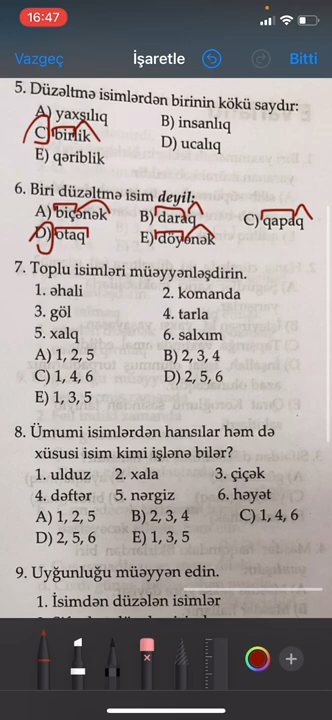 16:47
Vazgeç İşaretle Bitti
5. Düzəltmə isimlərdən birinin kökü saydır:
A) yaxşılıq B) insanlıq
C) birlik D) ucalıq
E) qəriblik
6. Biri düzəltmə isim deyil:
A) biçənək B) daraq C) qapaq
D) otaq E) döyənək
7. Toplu isimləri müəyyənləşdirin.
1. əhali 2. komanda
3. göl 4. tarla
5. xalq 6. salxım
A) 1, 2, 5 B) 2, 3, 4
C) 1, 4, 6 D) 2, 5, 6
E) 1, 3, 5
8. Ümumi isimlərdən hansılar həm də
xüsusi isim kimi işlənə bilər?
1. ulduz 2. xala 3. çiçək
4. dəftər 5. nərgiz 6. həyət
A) 1, 2, 5 B) 2, 3, 4 C) 1, 4, 6
D) 2, 5, 6 E) 1, 3, 5
9. Uyğunluğu müəyyən edin.
1. İsimdən düzələn isimlər